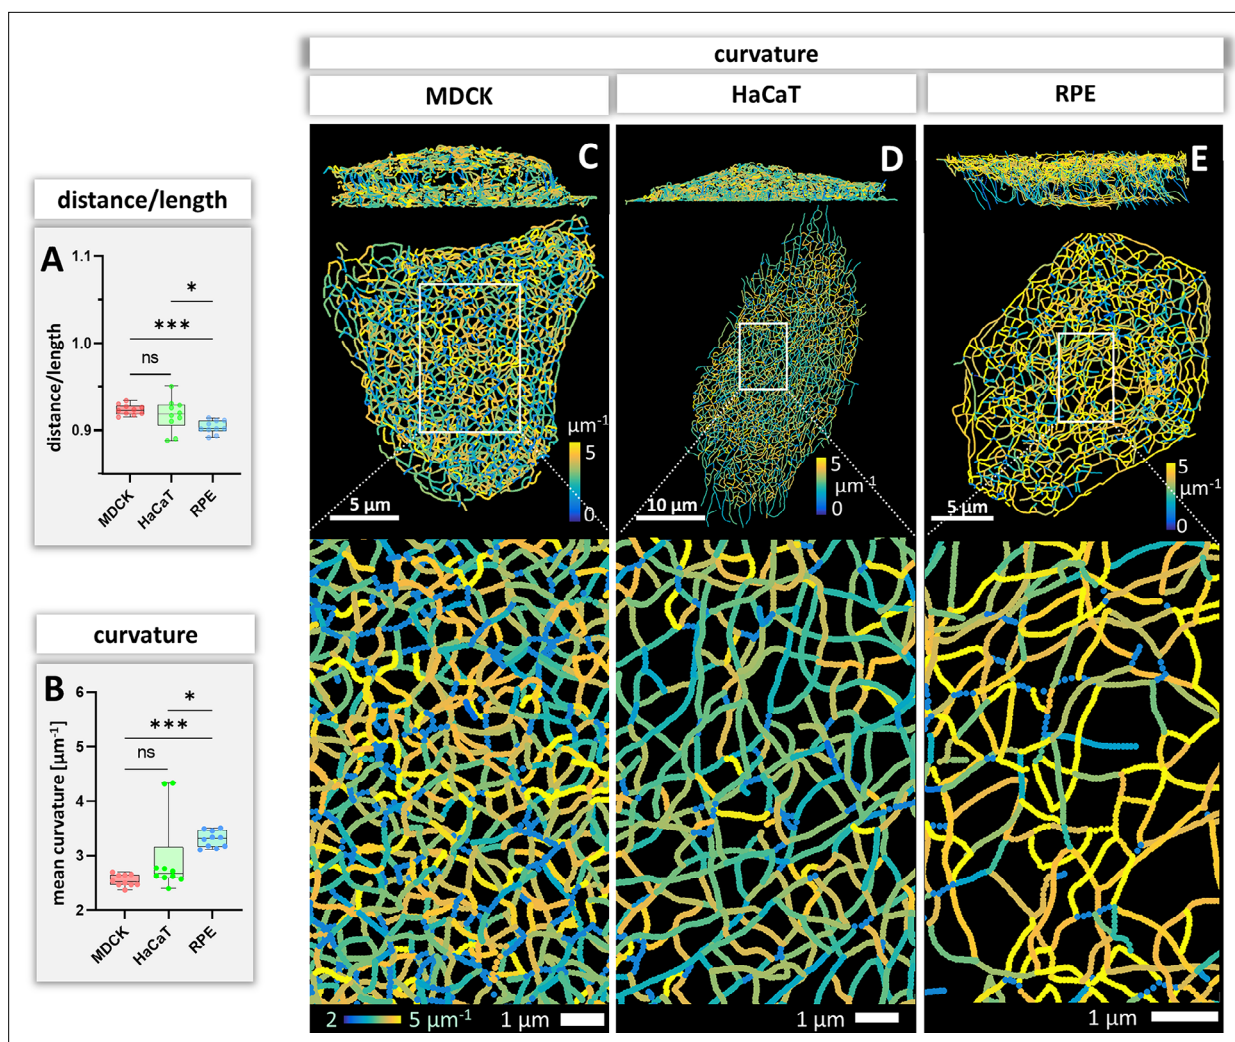 curvature
MDCK
HaCaT
RPE
distance/length
A
1.1
1.0
0.9
distance/length
*
***
ns
MDCK
HaCaT
RPE
curvature
B
6
5
4
3
2
mean curvature [µm⁻¹]
*
***
ns
MDCK
HaCaT
RPE
C
µm⁻¹
5
0
5 µm
2
5 µm⁻¹
1 µm
D
5
µm⁻¹
0
10 µm
1 µm
E
5
µm⁻¹
0
5 µm
1 µm